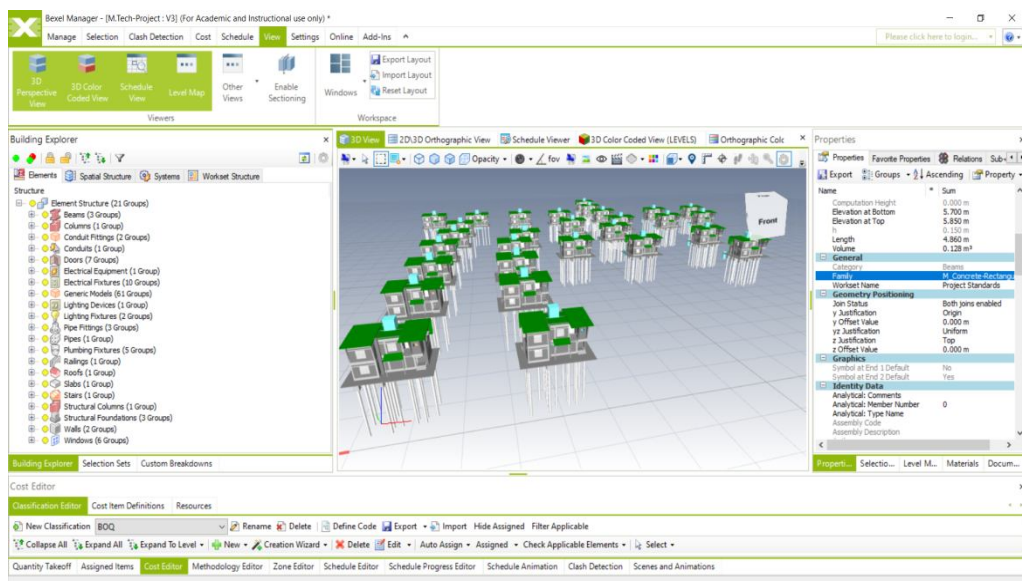 Bexel Manager - [M.Tech-Project : V3] (For Academic and Instructional use only) *
Manage Selection Clash Detection Cost Schedule View Settings Online Add-Ins
Please click here to login...
3D Perspective View
3D Color Coded View
Schedule View
Level Map
Other Views
Enable Sectioning
Windows
Export Layout
Import Layout
Reset Layout
Viewers
Workspace
Building Explorer
Elements Spatial Structure Systems Workset Structure
Structure
Element Structure (21 Groups)
Beams (3 Groups)
Columns (1 Group)
Conduit Fittings (2 Groups)
Conduits (1 Group)
Doors (7 Groups)
Electrical Equipment (1 Group)
Electrical Fixtures (10 Groups)
Generic Models (61 Groups)
Lighting Devices (1 Group)
Lighting Fixtures (2 Groups)
Pipe Fittings (3 Groups)
Pipes (1 Group)
Plumbing Fixtures (5 Groups)
Railings (1 Group)
Roofs (1 Group)
Slabs (1 Group)
Stairs (1 Group)
Structural Columns (1 Group)
Structural Foundations (3 Groups)
Walls (2 Groups)
Windows (6 Groups)
Building Explorer Selection Sets Custom Breakdowns
3D View 2D\3D Orthographic View Schedule Viewer 3D Color Coded View (LEVELS) Orthographic Colc
Opacity fov
Front
Properties
Properties Favorite Properties Relations Sub-
Export Groups Ascending Property
Name Sum
Computation Height 0.000 m
Elevation at Bottom 5.700 m
Elevation at Top 5.850 m
h 0.150 m
Length 4.860 m
Volume 0.128 m³
General
Category Beams
Family M_Concrete-Rectangu
Workset Name Project Standards
Geometry Positioning
Join Status Both joins enabled
y Justification Origin
y Offset Value 0.000 m
yz Justification Uniform
z Justification Top
z Offset Value 0.000 m
Graphics
Symbol at End 1 Default No
Symbol at End 2 Default Yes
Identity Data
Analytical: Comments
Analytical: Member Number 0
Analytical: Type Name
Assembly Code
Assembly Description
Properti... Selectio... Level M... Materials Docum...
Cost Editor
Classification Editor Cost Item Definitions Resources
New Classification BOQ Rename Delete Define Code Export Import Hide Assigned Filter Applicable
Collapse All Expand All Expand To Level New Creation Wizard Delete Edit Auto Assign Assigned Check Applicable Elements Select
Quantity Takeoff Assigned Items Cost Editor Methodology Editor Zone Editor Schedule Editor Schedule Progress Editor Schedule Animation Clash Detection Scenes and Animations